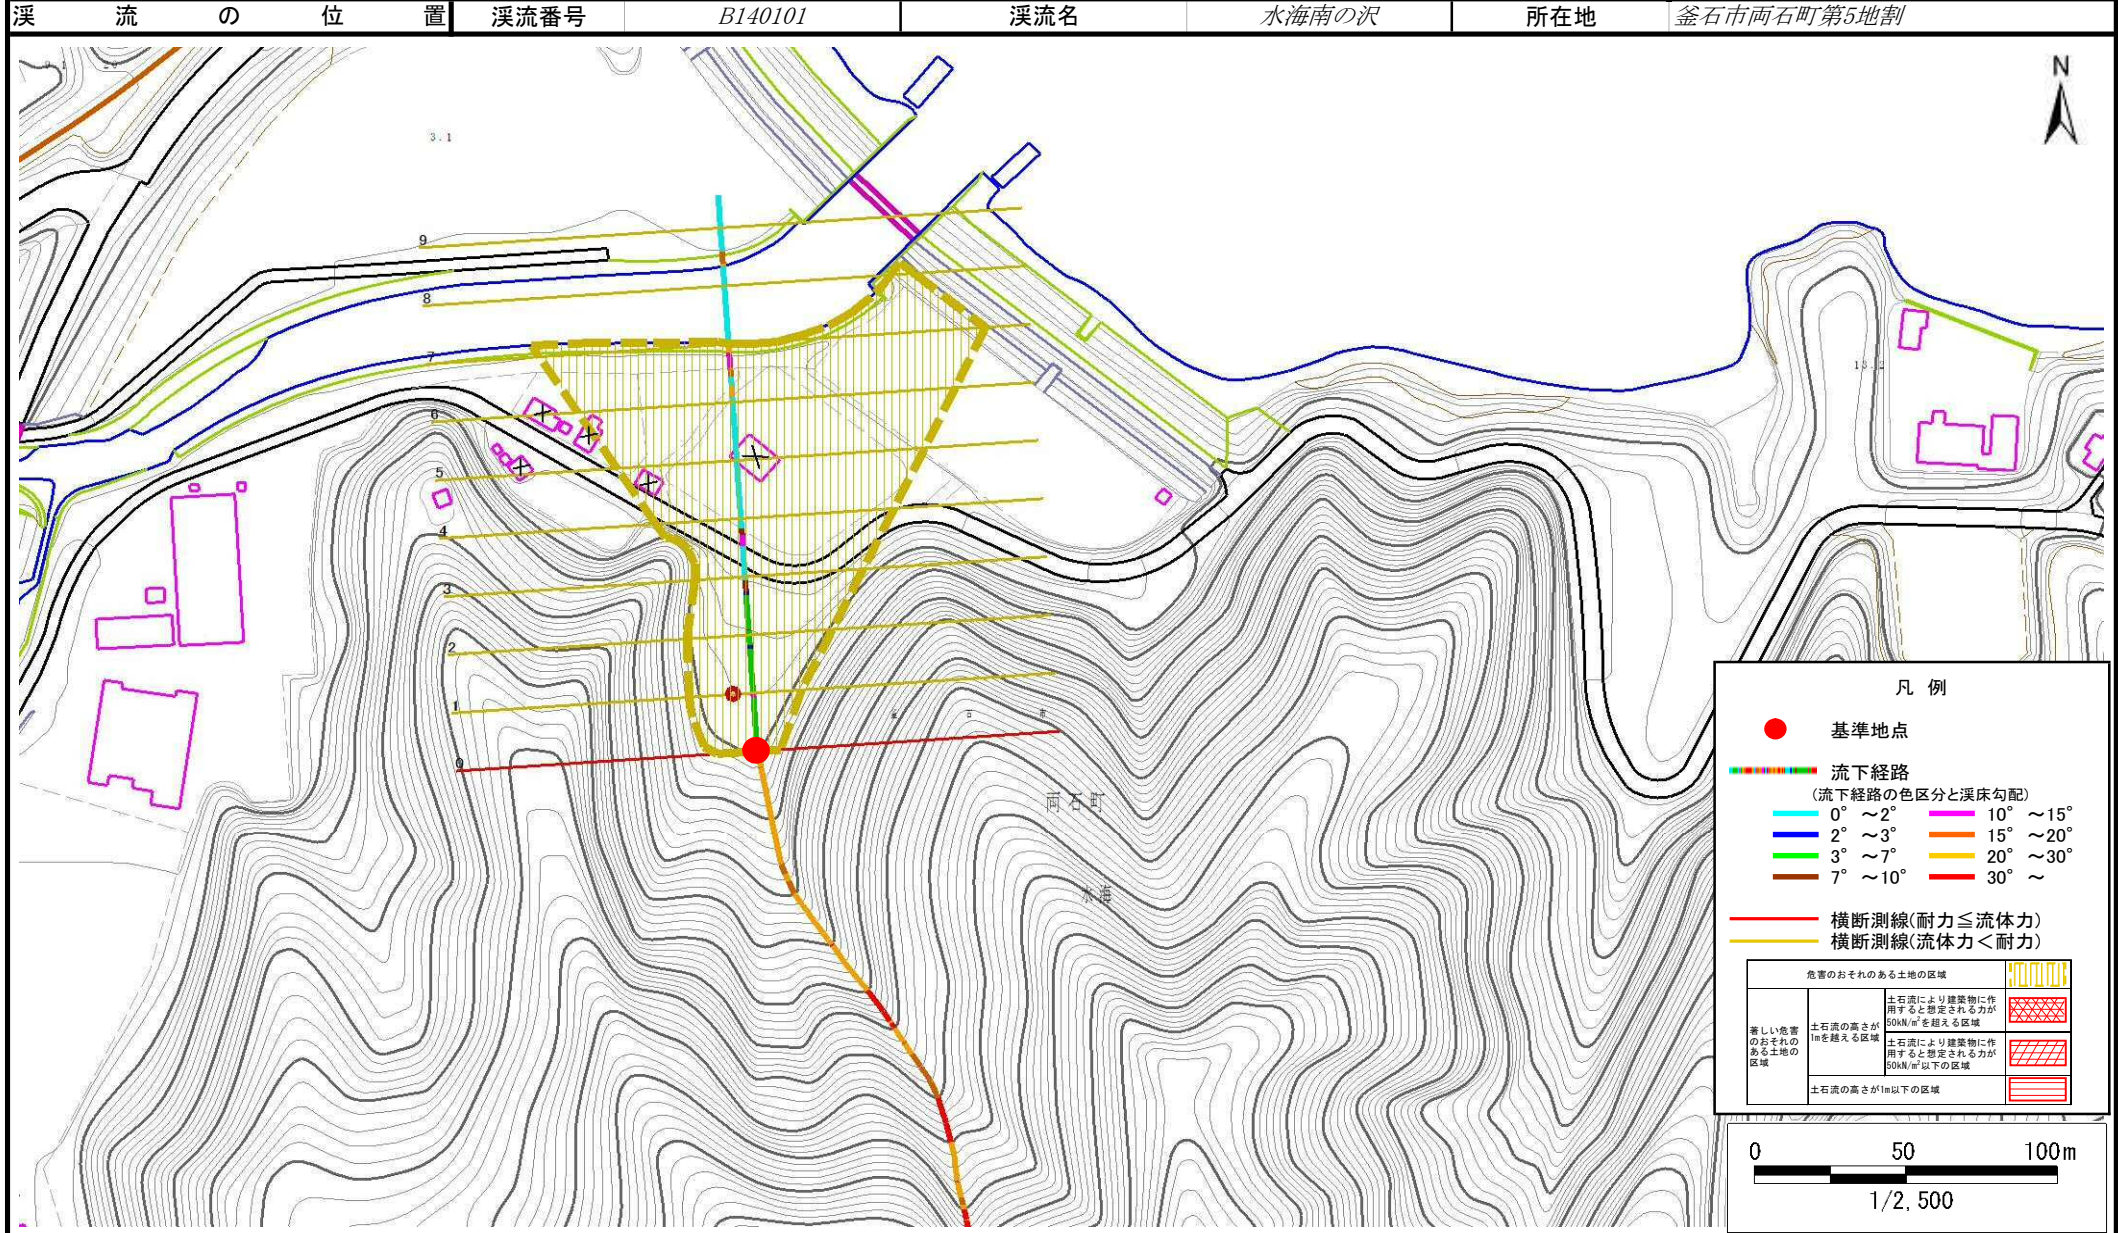 渓流の位置 渓流番号 B140101 渓流名 水海南の沢 所在地 釜石市両石町第5地割
N
3.1
9
8
7
6
5
4
3
2
1
0
13.2
釜石市
両石町
水海
凡 例
基準地点
流下経路
(流下経路の色区分と渓床勾配)
0° ～2° 10° ～15°
2° ～3° 15° ～20°
3° ～7° 20° ～30°
7° ～10° 30° ～
横断測線(耐力≦流体力)
横断測線(流体力＜耐力)
危害のおそれのある土地の区域
著しい危害
のおそれの
ある土地の
区域
土石流の高さが
1mを越える区域
土石流により建築物に作
用すると想定される力が
50kN/m²を超える区域
土石流により建築物に作
用すると想定される力が
50kN/m²以下の区域
土石流の高さが1m以下の区域
0 50 100m
1/2,500